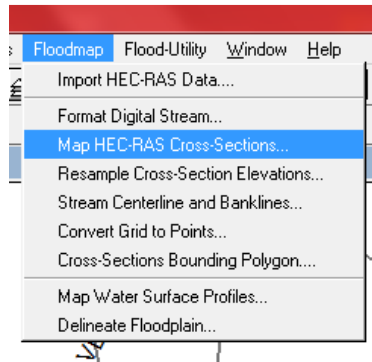 Floodmap Flood-Utility Window Help
Import HEC-RAS Data....
Format Digital Stream...
Map HEC-RAS Cross-Sections...
Resample Cross-Section Elevations...
Stream Centerline and Banklines...
Convert Grid to Points...
Cross-Sections Bounding Polygon....
Map Water Surface Profiles...
Delineate Floodplain...